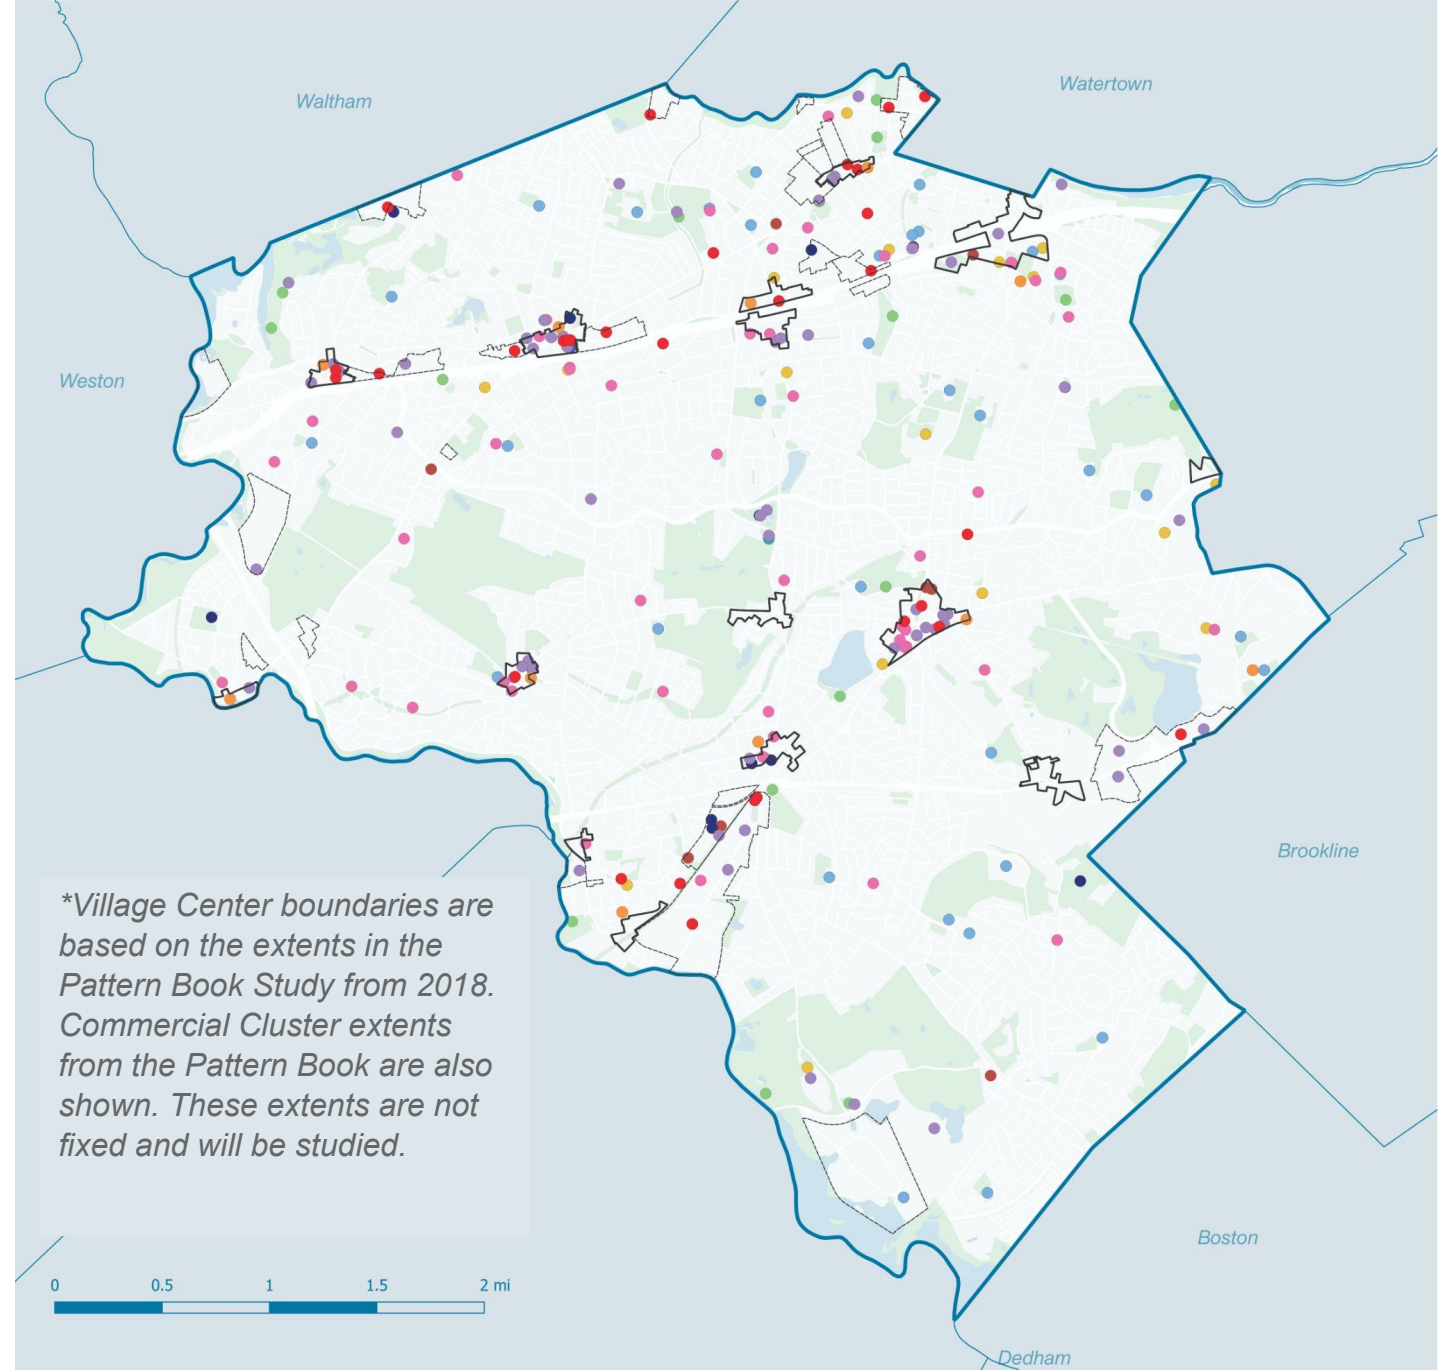 Waltham
Watertown
Weston
Brookline
*Village Center boundaries are
based on the extents in the
Pattern Book Study from 2018.
Commercial Cluster extents
from the Pattern Book are also
shown. These extents are not
fixed and will be studied.
Boston
0 0.5 1 1.5 2 mi
Dedham